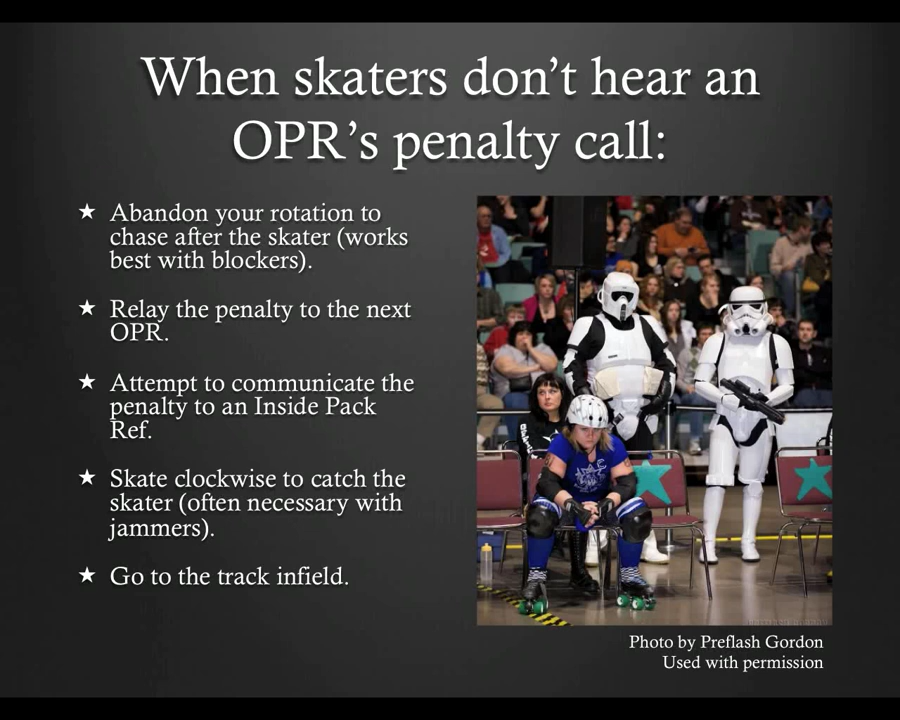 When skaters don't hear an
OPR's penalty call:
★ Abandon your rotation to
chase after the skater (works
best with blockers).
★ Relay the penalty to the next
OPR.
★ Attempt to communicate the
penalty to an Inside Pack
Ref.
★ Skate clockwise to catch the
skater (often necessary with
jammers).
★ Go to the track infield.
Photo by Preflash Gordon
Used with permission